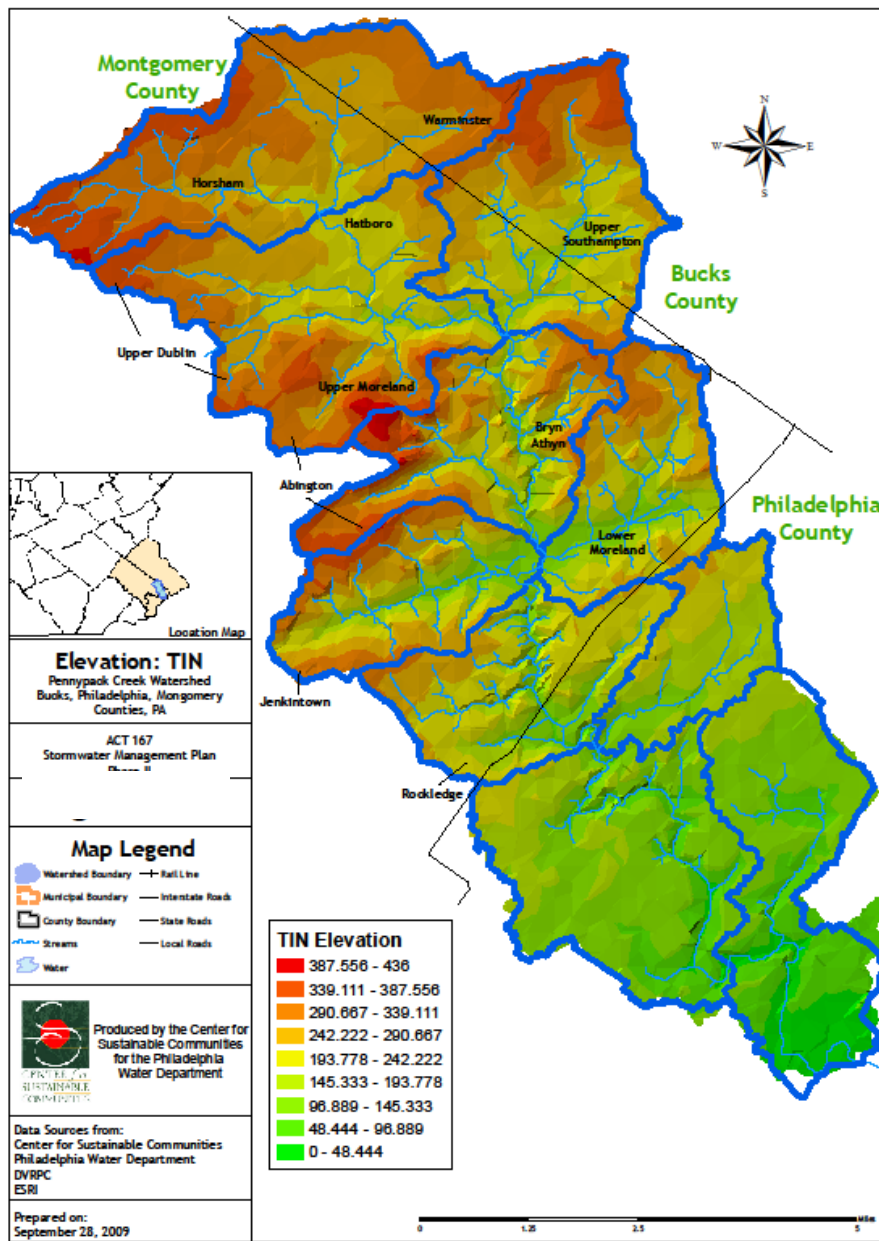 Montgomery
County
Warminster
Horsham
Hatboro
Upper
Southampton
N
W
E
S
Bucks
County
Upper Dublin
Upper Moreland
Bryn
Athyn
Abington
Philadelphia
County
Lower
Moreland
Jenkintown
Rockledge
Location Map
Elevation: TIN
Pennypack Creek Watershed
Bucks, Philadelphia, Mongomery
Counties, PA
ACT 167
Stormwater Management Plan
Map Legend
Watershed Boundary
Rail Line
Municipal Boundary
Interstate Roads
County Boundary
State Roads
Streams
Local Roads
Water
TIN Elevation
387.556 - 436
339.111 - 387.556
290.667 - 339.111
242.222 - 290.667
193.778 - 242.222
145.333 - 193.778
96.889 - 145.333
48.444 - 96.889
0 - 48.444
CENTER for
SUSTAINABLE
COMMUNITIES
Produced by the Center for
Sustainable Communities
for the Philadelphia
Water Department
Data Sources from:
Center for Sustainable Communities
Philadelphia Water Department
DVRPC
ESRI
Prepared on:
September 28, 2009
0
1.25
2.5
5
Miles